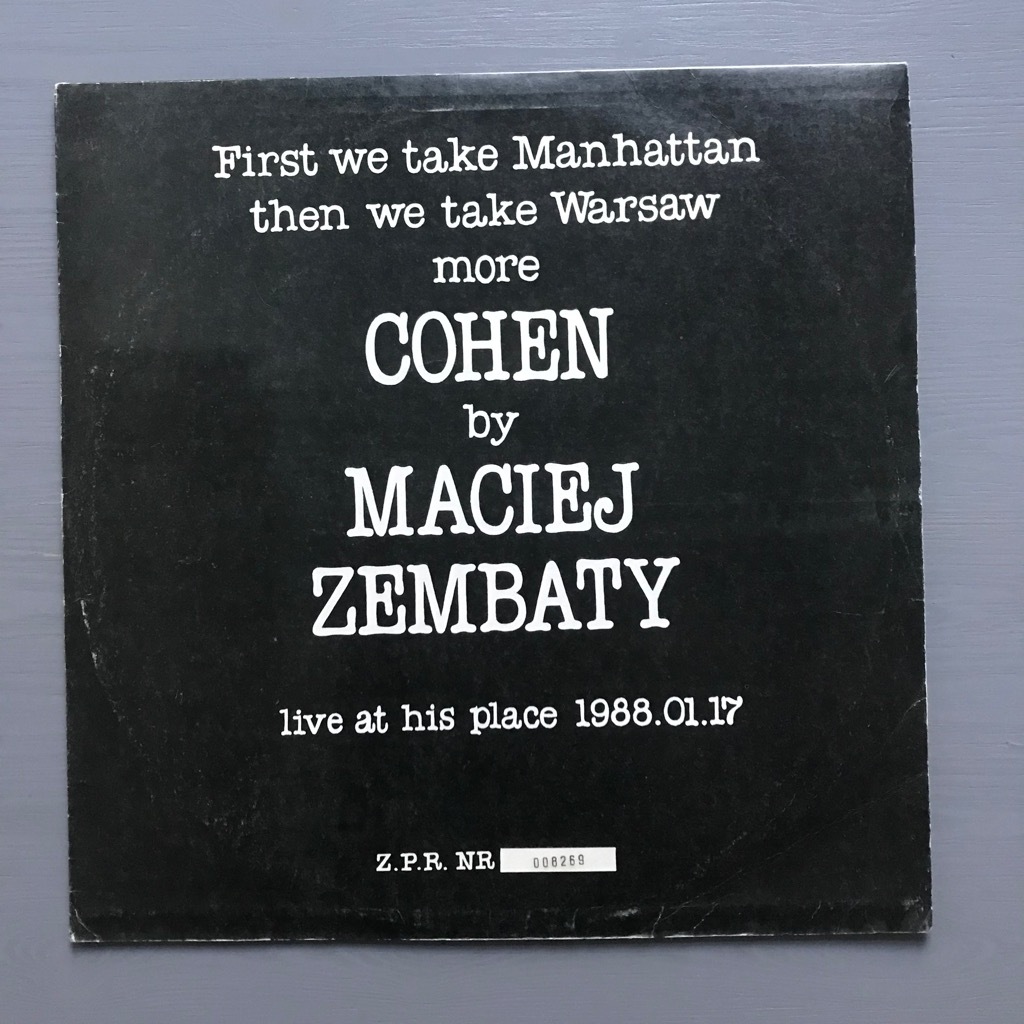 First we take Manhattan
then we take Warsaw
more
COHEN
by
MACIEJ
ZEMBATY
live at his place 1988.01.17
Z.P.R. NR 008269